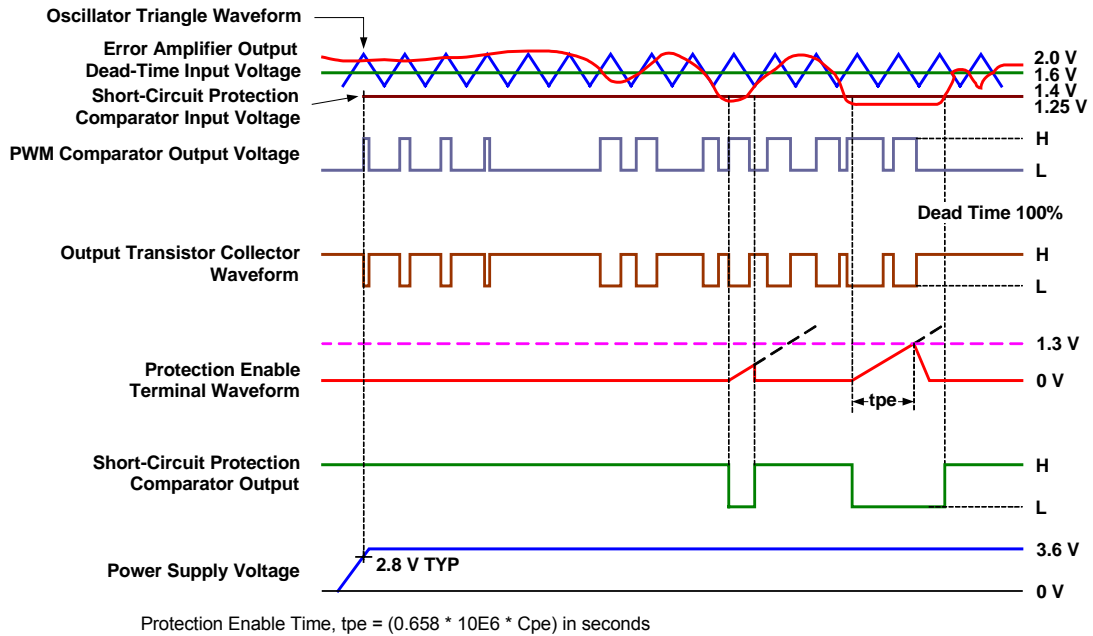 Oscillator Triangle Waveform
Error Amplifier Output
Dead-Time Input Voltage
Short-Circuit Protection
Comparator Input Voltage
2.0 V
1.6 V
1.4 V
1.25 V
PWM Comparator Output Voltage
H
L
Dead Time 100%
Output Transistor Collector
Waveform
H
L
Protection Enable
Terminal Waveform
1.3 V
0 V
tpe
Short-Circuit Protection
Comparator Output
H
L
Power Supply Voltage
2.8 V TYP
3.6 V
0 V
Protection Enable Time, tpe = (0.658 * 10E6 * Cpe) in seconds